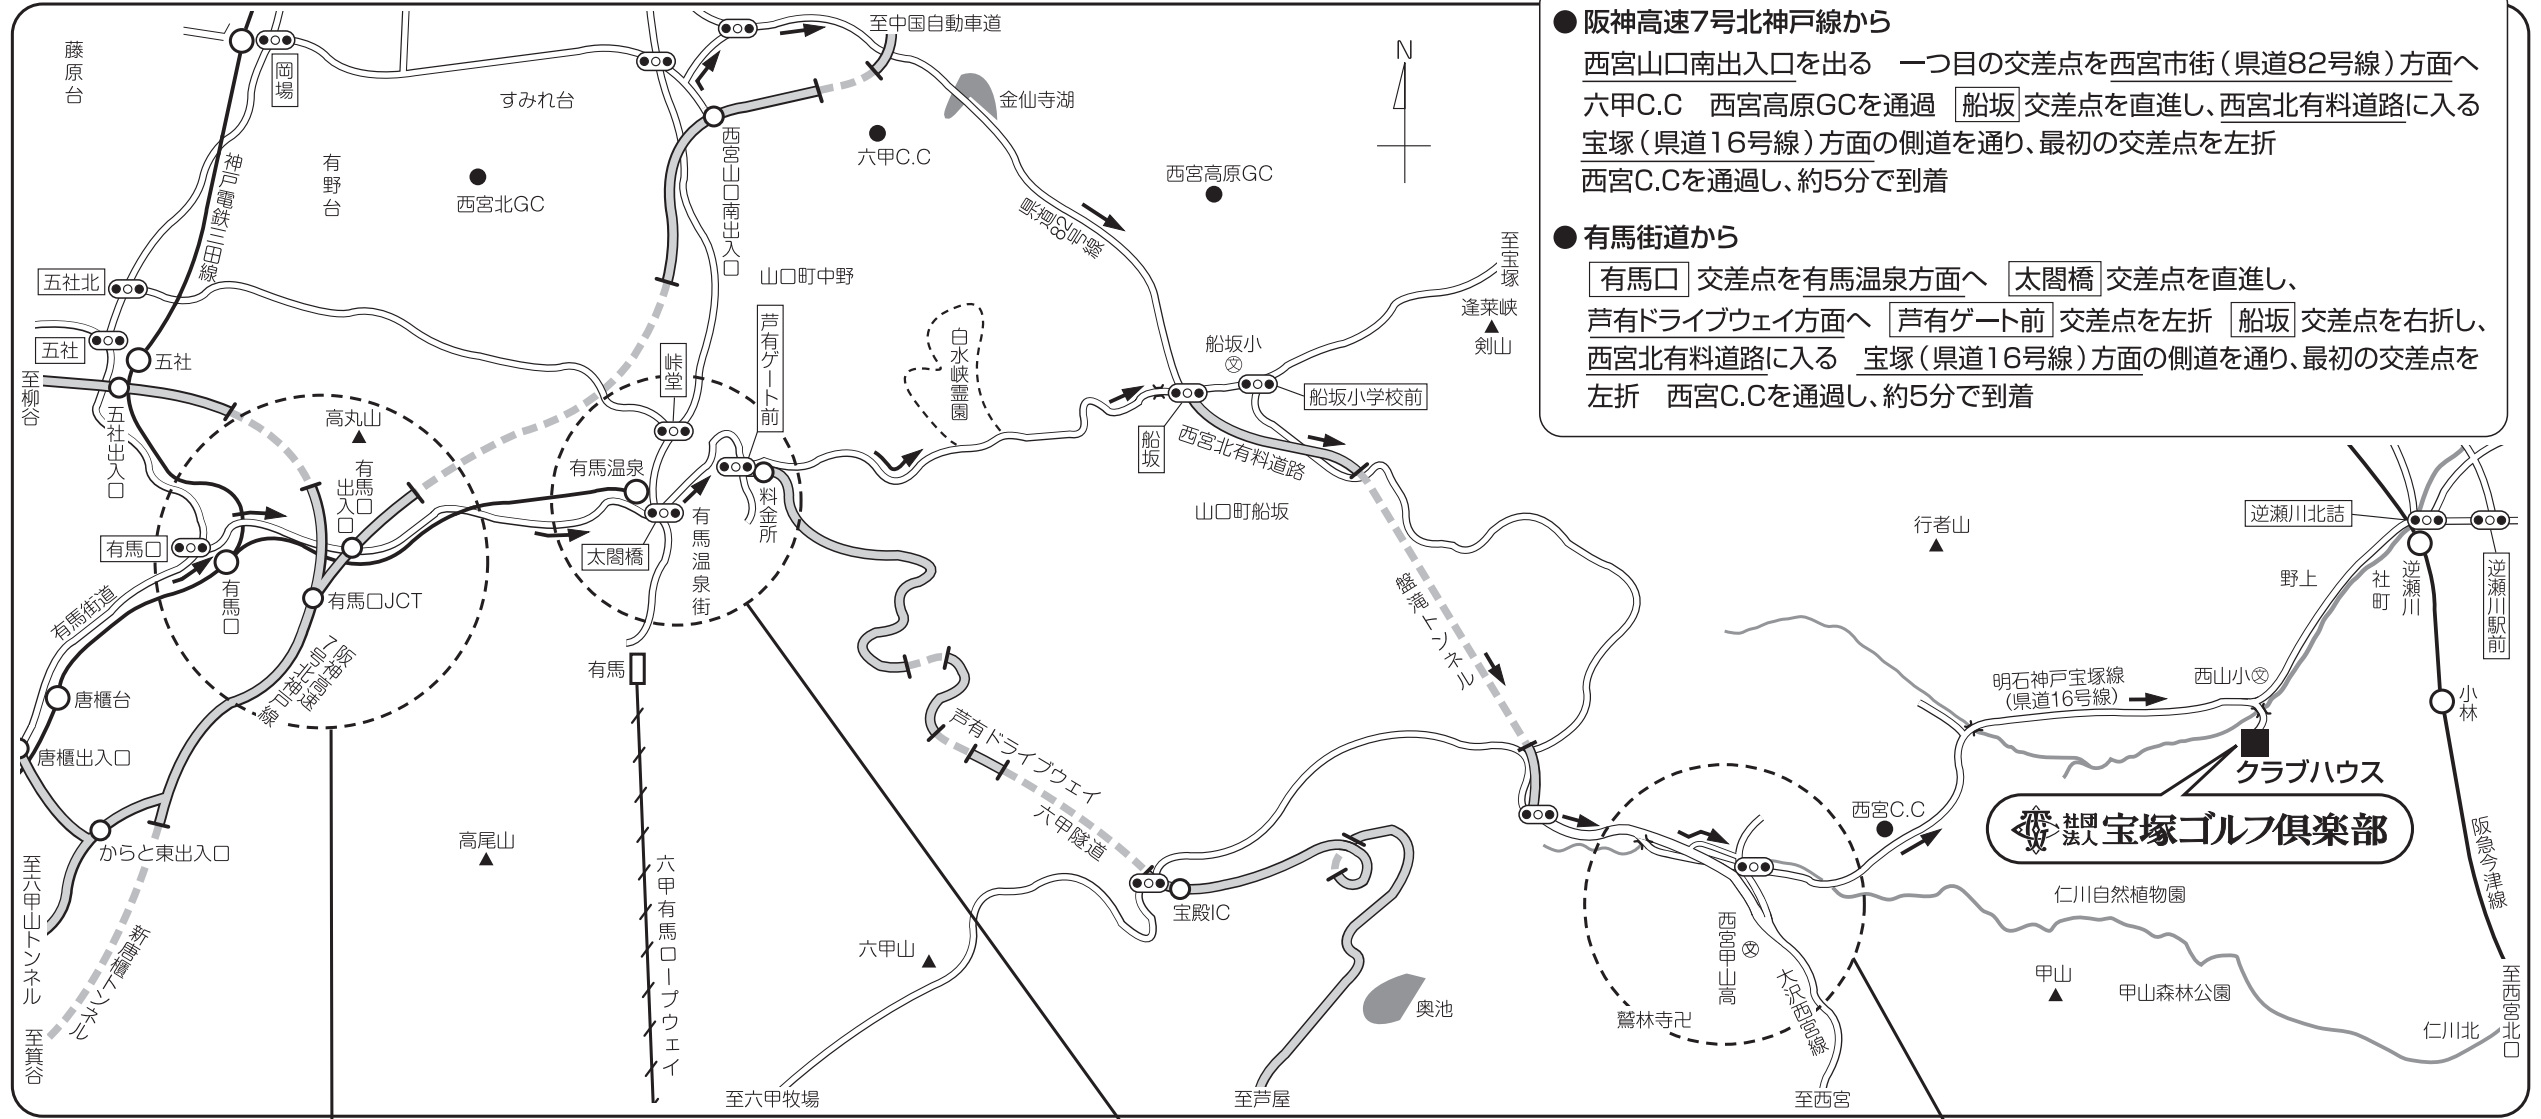 ● 阪神高速7号北神戸線から
西宮山口南出入口を出る　一つ目の交差点を西宮市街（県道82号線）方面へ
六甲C.C　西宮高原GCを通過　船坂 交差点を直進し、西宮北有料道路に入る
宝塚（県道16号線）方面の側道を通り、最初の交差点を左折
西宮C.Cを通過し、約5分で到着
● 有馬街道から
有馬口 交差点を有馬温泉方面へ　太閤橋 交差点を直進し、
芦有ドライブウェイ方面へ　芦有ゲート前 交差点を左折　船坂 交差点を右折し、
西宮北有料道路に入る　宝塚（県道16号線）方面の側道を通り、最初の交差点を
左折　西宮C.Cを通過し、約5分で到着
至中国自動車道
藤原台
岡場
すみれ台
金仙寺湖
N
西宮山口南出入口
六甲C.C
神戸電鉄三田線
有野台
西宮北GC
西宮高原GC
県道82号線
至宝塚
五社北
山口町中野
逢莱峡
剣山
芦有ゲート前
白水峡霊園
船坂小
文
五社
五社
至柳谷
峠堂
船坂小学校前
五社出入口
高丸山
船坂
西宮北有料道路
有馬口出入口
有馬温泉
料金所
山口町船坂
逆瀬川北詰
行者山
有馬口
太閤橋
有馬温泉街
盤滝トンネル
野上
社町
逆瀬川
逆瀬川駅前
有馬口
有馬口JCT
有馬街道
阪神高速
7号北神戸線
有馬
明石神戸宝塚線
（県道16号線）
西山小文
小林
唐櫃台
唐櫃出入口
芦有ドライブウェイ
六甲隧道
クラブハウス
社団法人 宝塚ゴルフ倶楽部
西宮C.C
からと東出入口
高尾山
六甲有馬ロープウェイ
阪急今津線
至六甲山トンネル
新唐櫃トンネル
宝殿IC
仁川自然植物園
六甲山
西宮甲山高
文
大沢西宮線
甲山
甲山森林公園
至西宮北口
奥池
鷲林寺卍
仁川北
至箕谷
至六甲牧場
至芦屋
至西宮